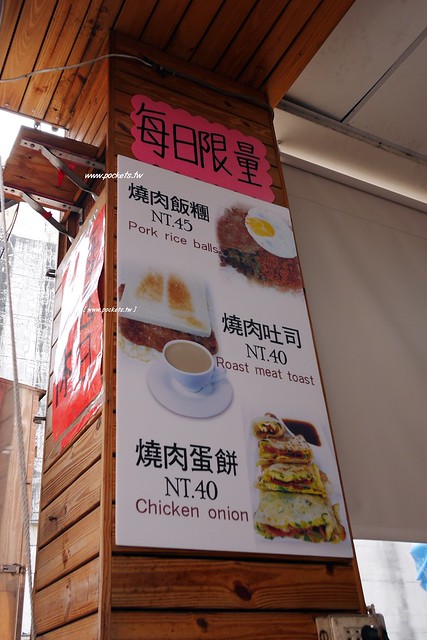 每日限量
www.pockets.tw
燒肉飯糰
NT.45
Pork rice balls
[ www.pockets.tw ]
燒肉吐司
NT.40
Roast meat toast
燒肉蛋餅
NT.40
Chicken onion